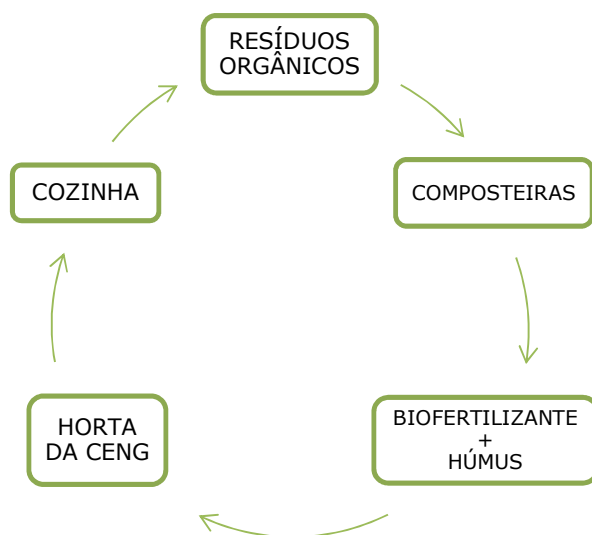 RESÍDUOS
ORGÂNICOS
COMPOSTEIRAS
BIOFERTILIZANTE
+
HÚMUS
HORTA
DA CENG
COZINHA